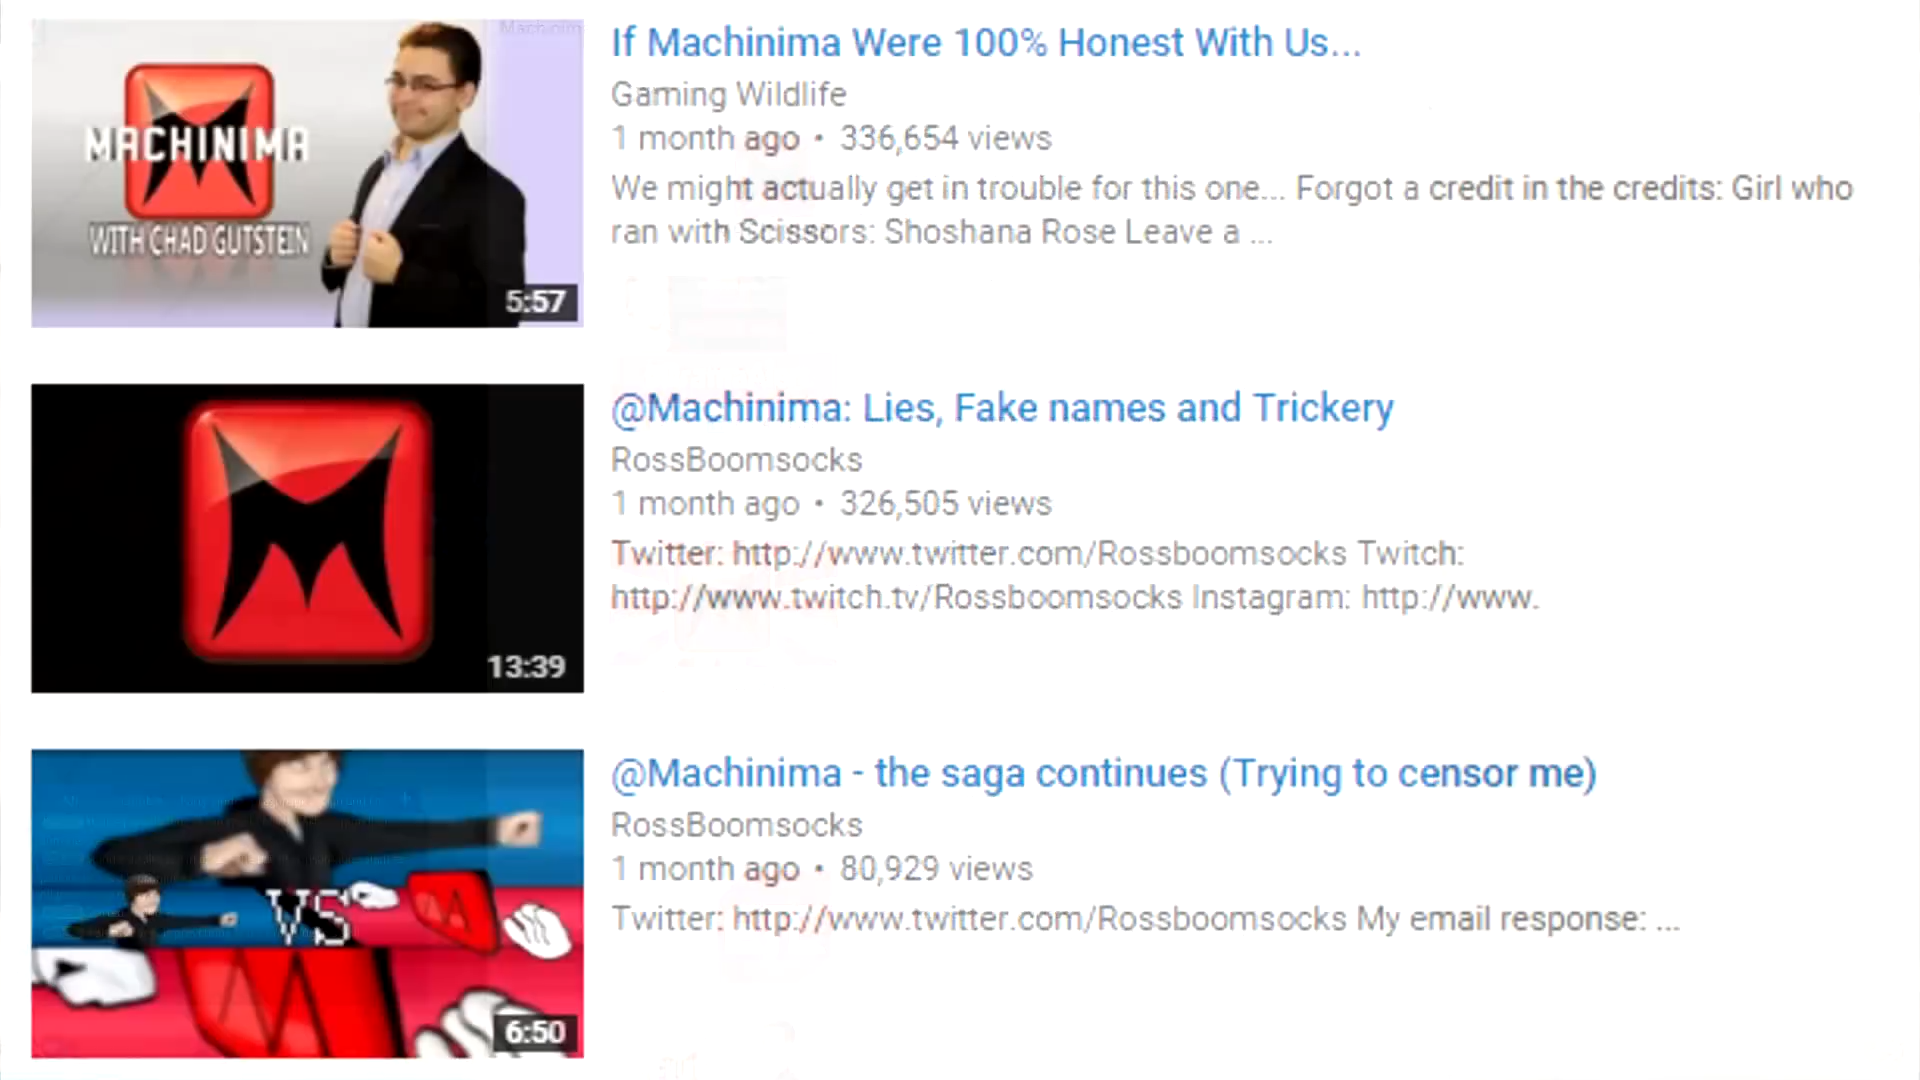 MACHINIMA
WITH CHAD GUTSTEIN
5:57
If Machinima Were 100% Honest With Us...
Gaming Wildlife
1 month ago • 336,654 views
We might actually get in trouble for this one... Forgot a credit in the credits: Girl who
ran with Scissors: Shoshana Rose Leave a ...
13:39
@Machinima: Lies, Fake names and Trickery
RossBoomsocks
1 month ago • 326,505 views
Twitter: http://www.twitter.com/Rossboomsocks Twitch:
http://www.twitch.tv/Rossboomsocks Instagram: http://www.
VS
6:50
@Machinima - the saga continues (Trying to censor me)
RossBoomsocks
1 month ago • 80,929 views
Twitter: http://www.twitter.com/Rossboomsocks My email response: ...